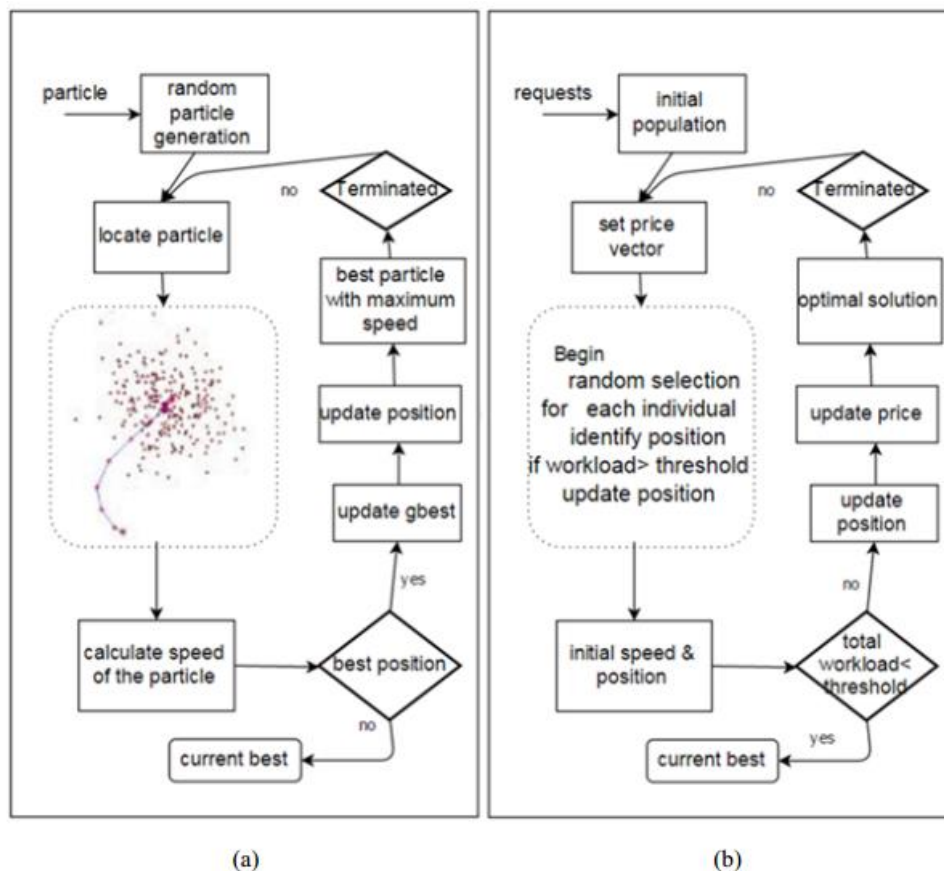 particle
random
particle
generation
no
Terminated
locate particle
best particle
with maximum
speed
update position
update gbest
yes
calculate speed
of the particle
best position
no
current best
(a)
requests
initial
population
no
Terminated
set price
vector
optimal solution
Begin
random selection
for each individual
identify position
if workload> threshold
update position
update price
update
position
no
initial speed &
position
total
workload<
threshold
yes
current best
(b)